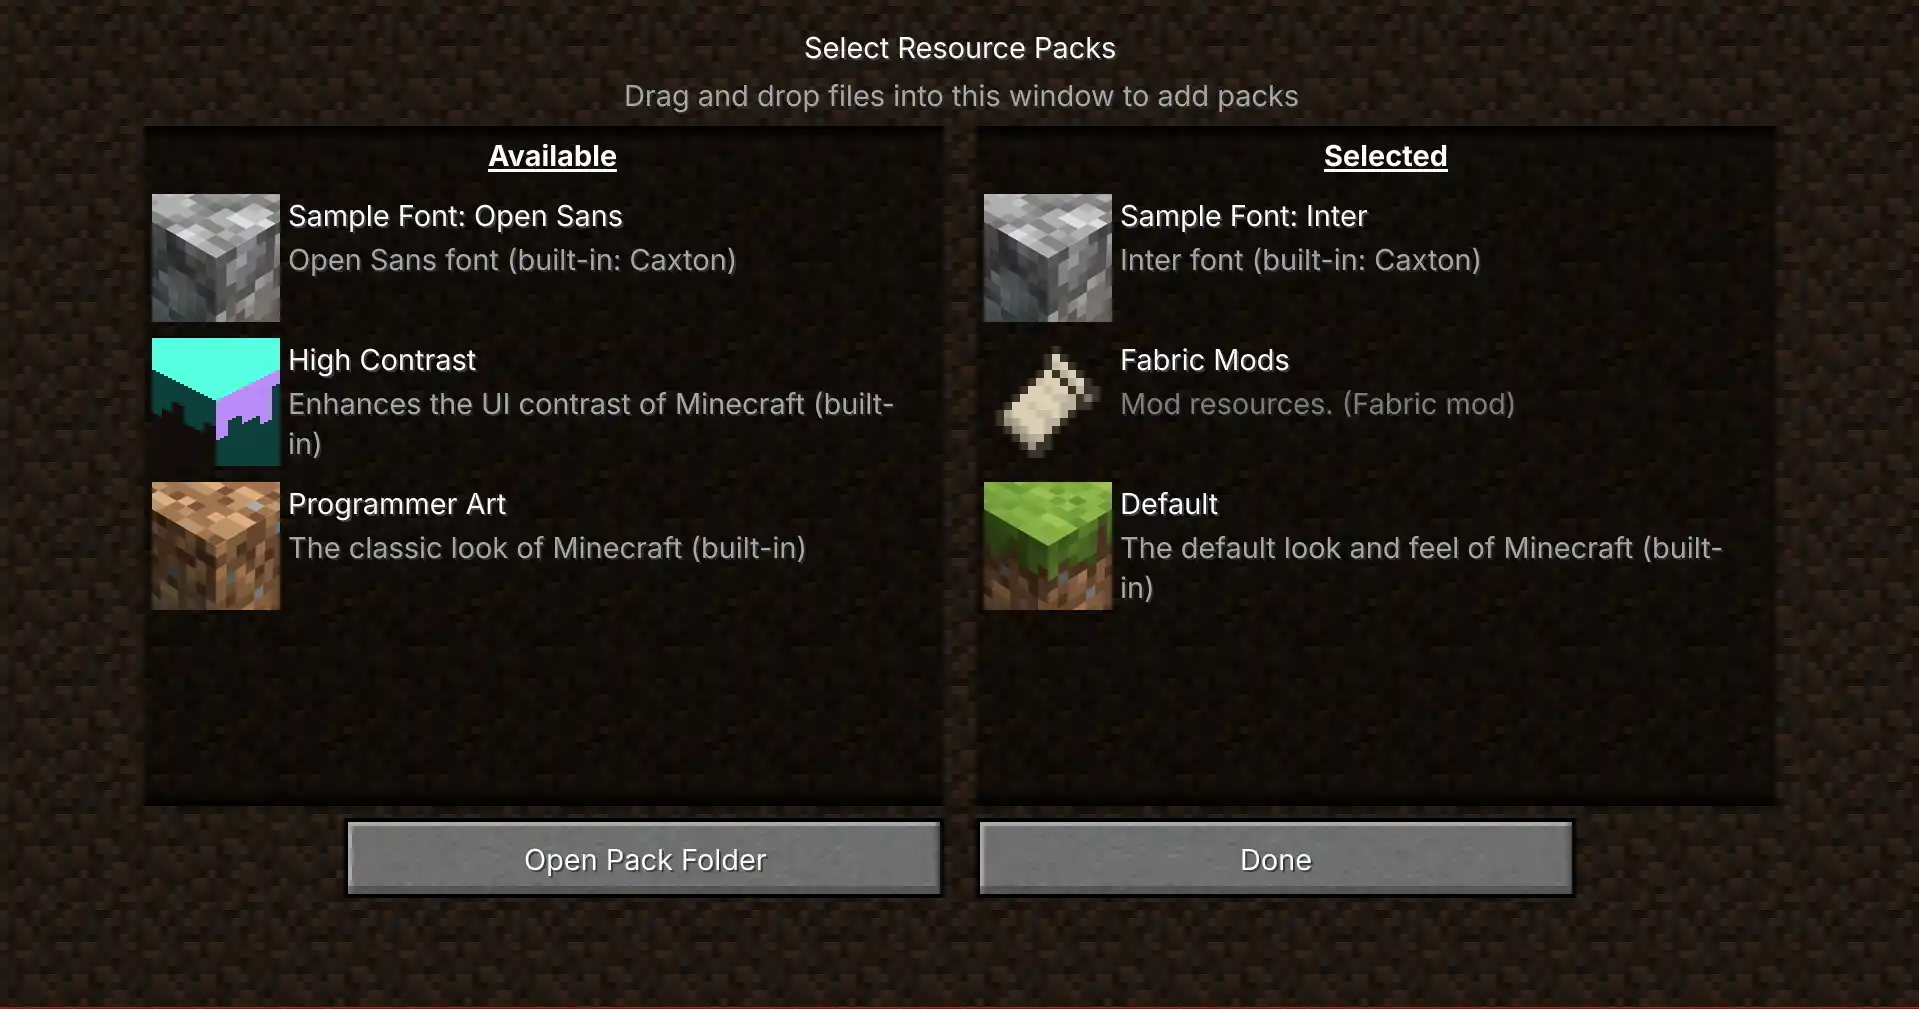 Select Resource Packs
Drag and drop files into this window to add packs
Available
Sample Font: Open Sans
Open Sans font (built-in: Caxton)
High Contrast
Enhances the UI contrast of Minecraft (built-
in)
Programmer Art
The classic look of Minecraft (built-in)
Selected
Sample Font: Inter
Inter font (built-in: Caxton)
Fabric Mods
Mod resources. (Fabric mod)
Default
The default look and feel of Minecraft (built-
in)
Open Pack Folder
Done